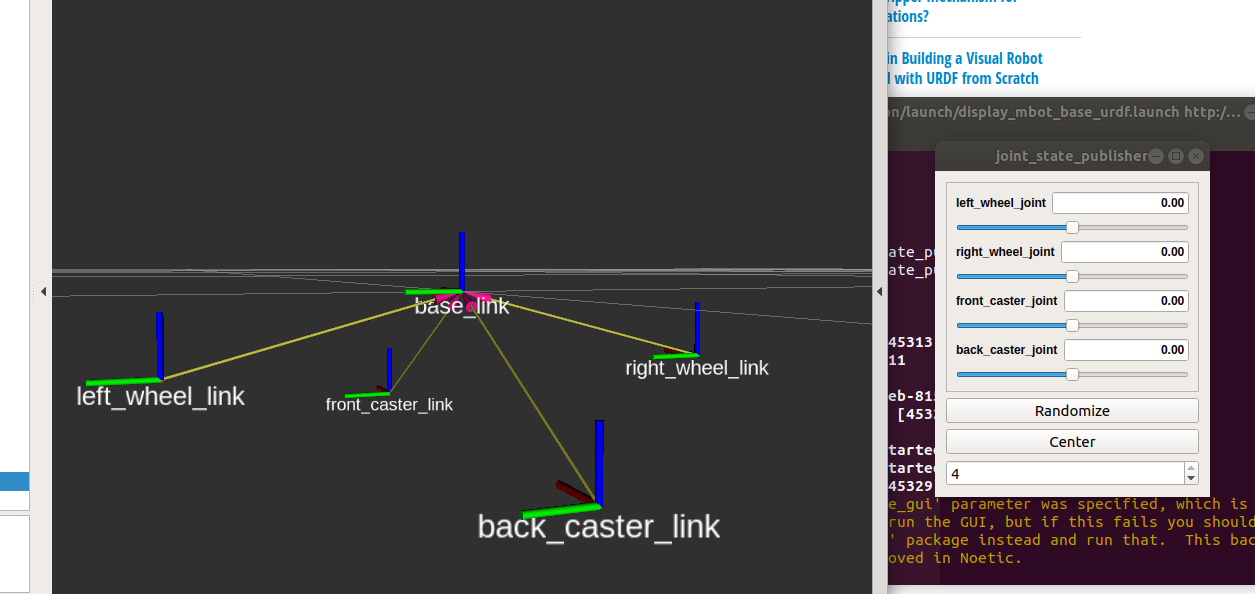 ations?
in Building a Visual Robot
with URDF from Scratch
n/launch/display_mbot_base_urdf.launch http:/...
joint_state_publisher
left_wheel_joint 0.00
right_wheel_joint 0.00
front_caster_joint 0.00
back_caster_joint 0.00
Randomize
Center
4
base_link
left_wheel_link
right_wheel_link
front_caster_link
back_caster_link
ate_pu
ate_pu
45313
11
eb-81
[453
tarte
tarte
45329
e_gui' parameter was specified, which is
run the GUI, but if this fails you should
' package instead and run that. This bac
oved in Noetic.